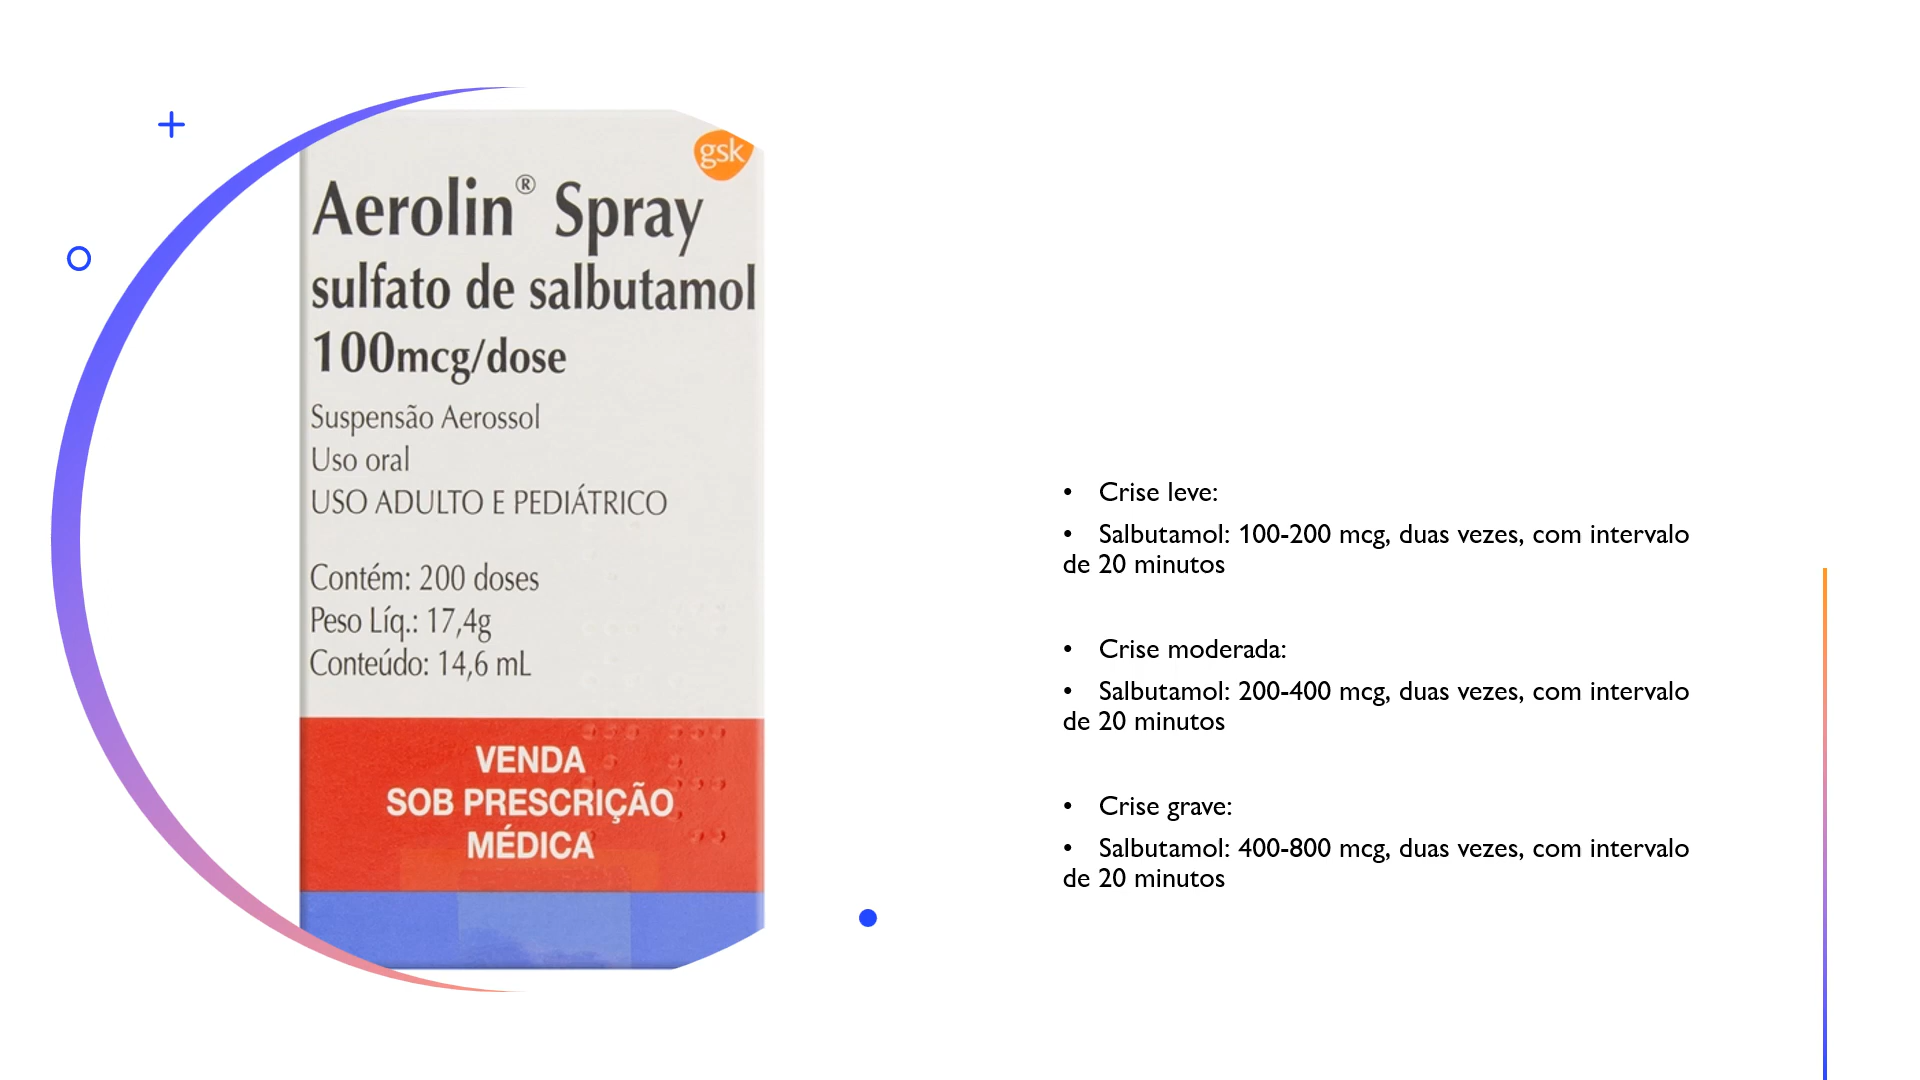 gsk
Aerolin® Spray
sulfato de salbutamol
100mcg/dose
Suspensão Aerossol
Uso oral
USO ADULTO E PEDIÁTRICO
Contém: 200 doses
Peso Líq.: 17,4g
Conteúdo: 14,6 mL
VENDA
SOB PRESCRIÇÃO
MÉDICA
• Crise leve:
• Salbutamol: 100-200 mcg, duas vezes, com intervalo
de 20 minutos
• Crise moderada:
• Salbutamol: 200-400 mcg, duas vezes, com intervalo
de 20 minutos
• Crise grave:
• Salbutamol: 400-800 mcg, duas vezes, com intervalo
de 20 minutos